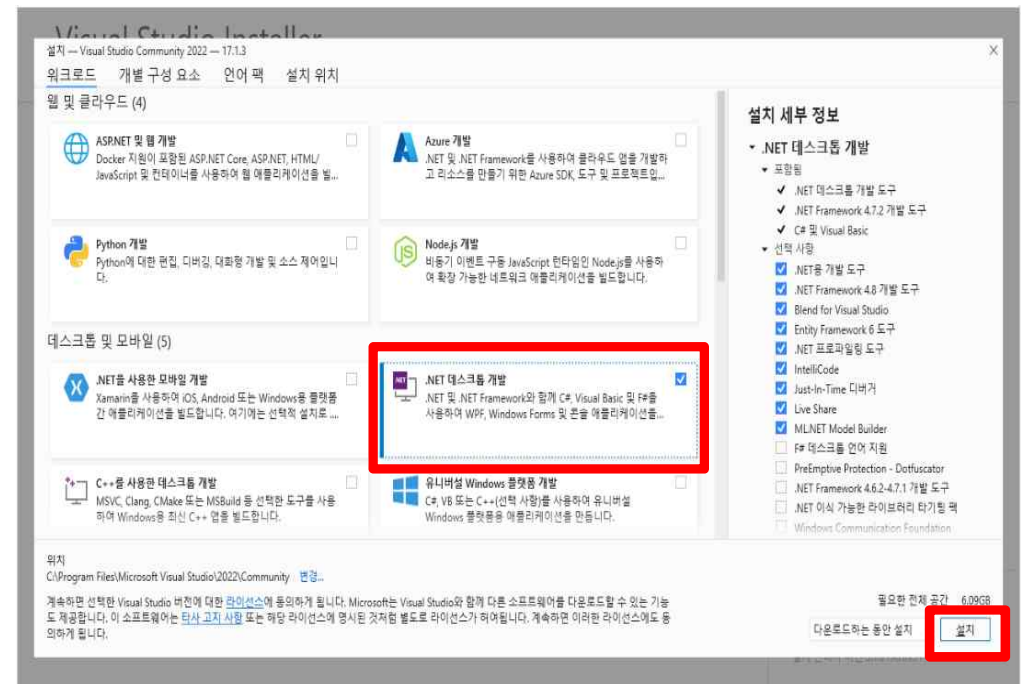 Visual Studio Installer
설치 — Visual Studio Community 2022 — 17.1.3
X
워크로드 개별 구성 요소 언어 팩 설치 위치
웹 및 클라우드 (4)
ASP.NET 및 웹 개발
Docker 지원이 포함된 ASP.NET Core, ASP.NET, HTML/
JavaScript 및 컨테이너를 사용하여 웹 애플리케이션을 빌...
Azure 개발
.NET 및 .NET Framework를 사용하여 클라우드 앱을 개발하
고 리소스를 만들기 위한 Azure SDK, 도구 및 프로젝트입...
Python 개발
Python에 대한 편집, 디버깅, 대화형 개발 및 소스 제어입니
다.
JS
Node.js 개발
비동기 이벤트 구동 JavaScript 런타임인 Node.js를 사용하
여 확장 가능한 네트워크 애플리케이션을 빌드합니다.
데스크톱 및 모바일 (5)
.NET을 사용한 모바일 개발
Xamarin을 사용하여 iOS, Android 또는 Windows용 플랫폼
간 애플리케이션을 빌드합니다. 여기에는 선택적 설치로 ...
.NET
.NET 데스크톱 개발
.NET 및 .NET Framework와 함께 C#, Visual Basic 및 F#을
사용하여 WPF, Windows Forms 및 콘솔 애플리케이션을...
C++를 사용한 데스크톱 개발
MSVC, Clang, CMake 또는 MSBuild 등 선택한 도구를 사용
하여 Windows용 최신 C++ 앱을 빌드합니다.
유니버설 Windows 플랫폼 개발
C#, VB 또는 C++(선택 사항)를 사용하여 유니버설
Windows 플랫폼용 애플리케이션을 만듭니다.
설치 세부 정보
.NET 데스크톱 개발
포함됨
.NET 데스크톱 개발 도구
.NET Framework 4.7.2 개발 도구
C# 및 Visual Basic
선택 사항
.NET용 개발 도구
.NET Framework 4.8 개발 도구
Blend for Visual Studio
Entity Framework 6 도구
.NET 프로파일링 도구
IntelliCode
Just-In-Time 디버거
Live Share
ML.NET Model Builder
F# 데스크톱 언어 지원
PreEmptive Protection - Dotfuscator
.NET Framework 4.6.2-4.7.1 개발 도구
.NET 이식 가능한 라이브러리 타기팅 팩
Windows Communication Foundation
위치
C:\Program Files\Microsoft Visual Studio\2022\Community 변경...
계속하면 선택한 Visual Studio 버전에 대한 라이선스에 동의하게 됩니다. Microsoft는 Visual Studio와 함께 다른 소프트웨어를 다운로드할 수 있는 기능
도 제공합니다. 이 소프트웨어는 타사 고지 사항 또는 해당 라이선스에 명시된 것처럼 별도로 라이선스가 허여됩니다. 계속하면 이러한 라이선스에도 동
의하게 됩니다.
필요한 전체 공간 6.09GB
다운로드하는 동안 설치
설치